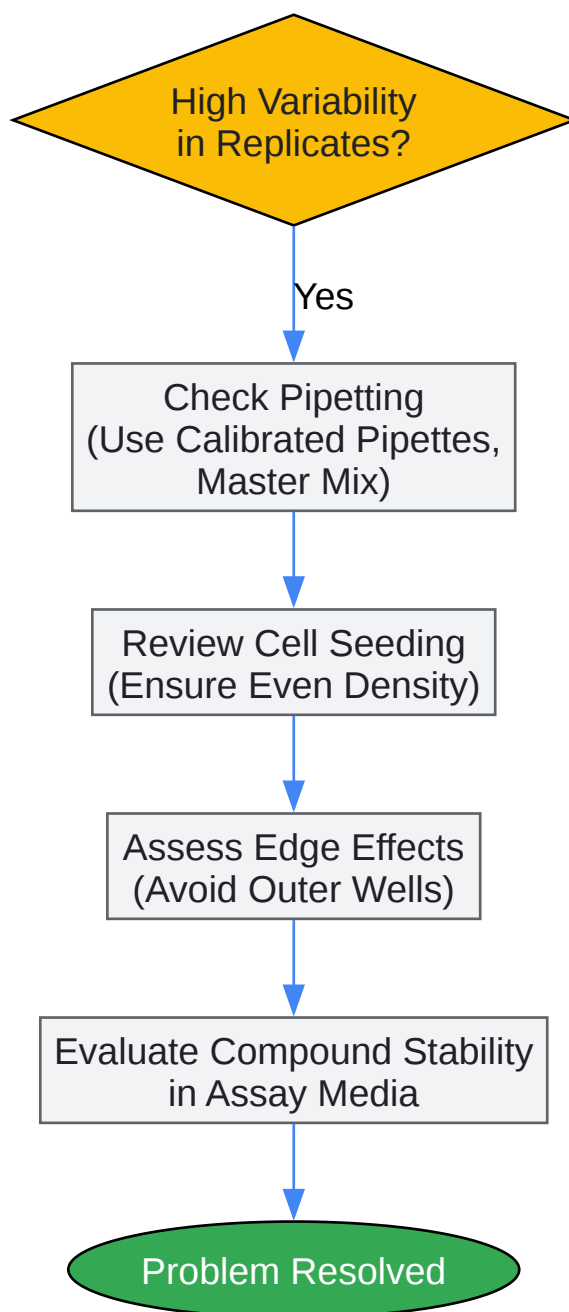 High Variability
in Replicates?
Yes
Check Pipetting
(Use Calibrated Pipettes,
Master Mix)
Review Cell Seeding
(Ensure Even Density)
Assess Edge Effects
(Avoid Outer Wells)
Evaluate Compound Stability
in Assay Media
Problem Resolved